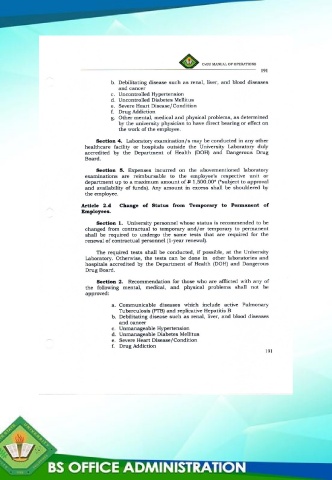 CvSU MANUAL OF OPERATIONS
b. Debilitating disease such as renal, liver, and blood diseases
and cancer
c. Uncontrolled Hypertension
d. Uncontrolled Diabetes Mellitus
e. Severe Heart Disease/Condition
f. Drug Addiction
g. Other mental, medical and physical problems, as determined
by the university physician to have direct bearing or effect on
the work of the employee.
Section 4. Laboratory examination/s may be conducted in any other
healthcare facility or hospitals outside the University Laboratory duly
accredited by the Department of Health (DOH) and Dangerous Drug
Board.
Section 5. Expenses incurred on the abovementioned laboratory
examinations are reimbursable to the employee's respective unit or
department up to a maximum amount of ₱ 1,500.00* (*subject to approval
and availability of funds). Any amount in excess shall be shouldered by
the employee.
Article 2.4 Change of Status from Temporary to Permanent of
Employees.
Section 1. University personnel whose status is recommended to be
changed from contractual to temporary and/or temporary to permanent
shall be required to undergo the same tests that are required for the
renewal of contractual personnel (1-year renewal).
The required tests shall be conducted, if possible, at the University
Laboratory. Otherwise, the tests can be done in other laboratories and
hospitals accredited by the Department of Health (DOH) and Dangerous
Drug Board.
Section 2. Recommendation for those who are afflicted with any of
the following mental, medical, and physical problems shall not be
approved:
a. Communicable diseases which include active Pulmonary
Tuberculosis (PTB) and replicative Hepatitis B
b. Debilitating disease such as renal, liver, and blood diseases
and cancer
c. Unmanageable Hypertension
d. Unmanageable Diabetes Mellitus
e. Severe Heart Disease/Condition
f. Drug Addiction
191
BS OFFICE ADMINISTRATION